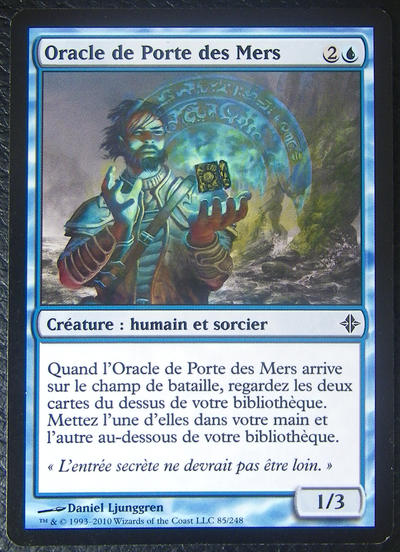 Oracle de Porte des Mers 2
Créature : humain et sorcier
Quand l'Oracle de Porte des Mers arrive
sur le champ de bataille, regardez les deux
cartes du dessus de votre bibliothèque.
Mettez l'une d'elles dans votre main et
l'autre au-dessous de votre bibliothèque.
« L'entrée secrète ne devrait pas être loin. »
Daniel Ljunggren
™ & © 1993–2010 Wizards of the Coast LLC 85/248
1/3